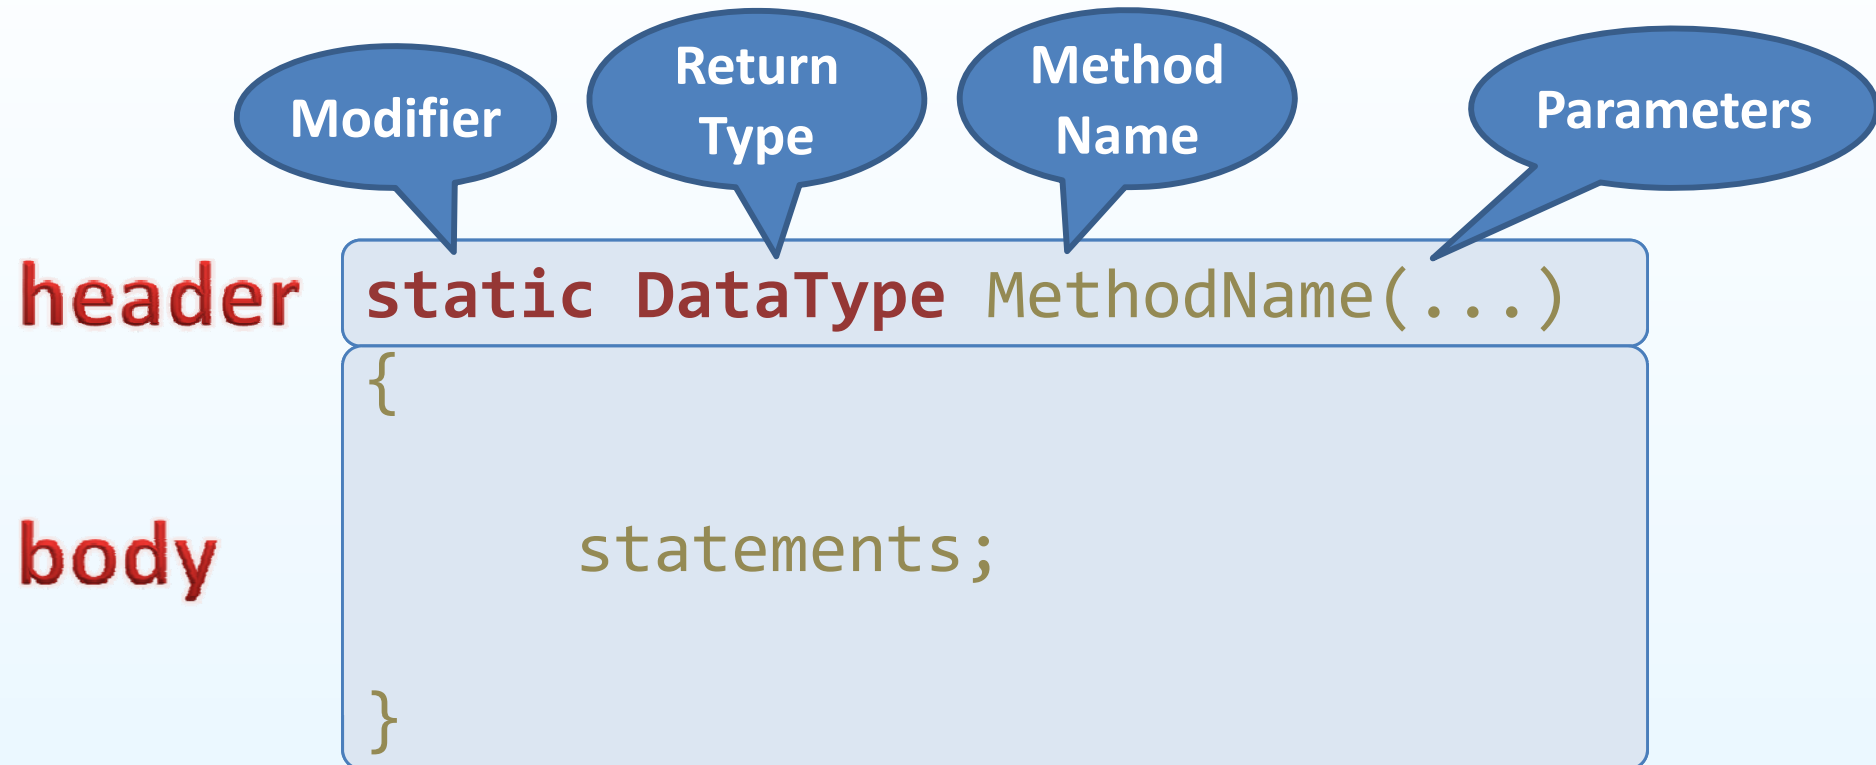 Modifier
Return
Type
Method
Name
Parameters
header
static DataType MethodName(...)
{
body
statements;
}